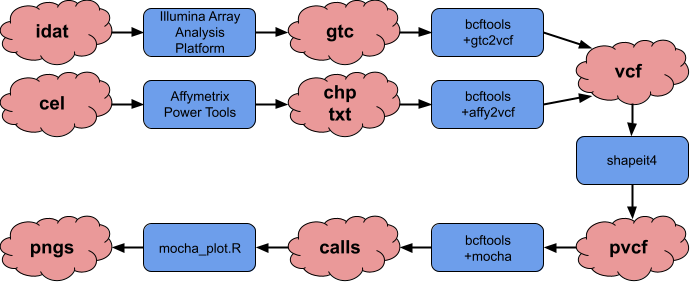 idat
Illumina Array
Analysis
Platform
gtc
bcftools
+gtc2vcf
vcf
cel
Affymetrix
Power Tools
chp
txt
bcftools
+affy2vcf
shapeit4
pngs
mocha_plot.R
calls
bcftools
+mocha
pvcf